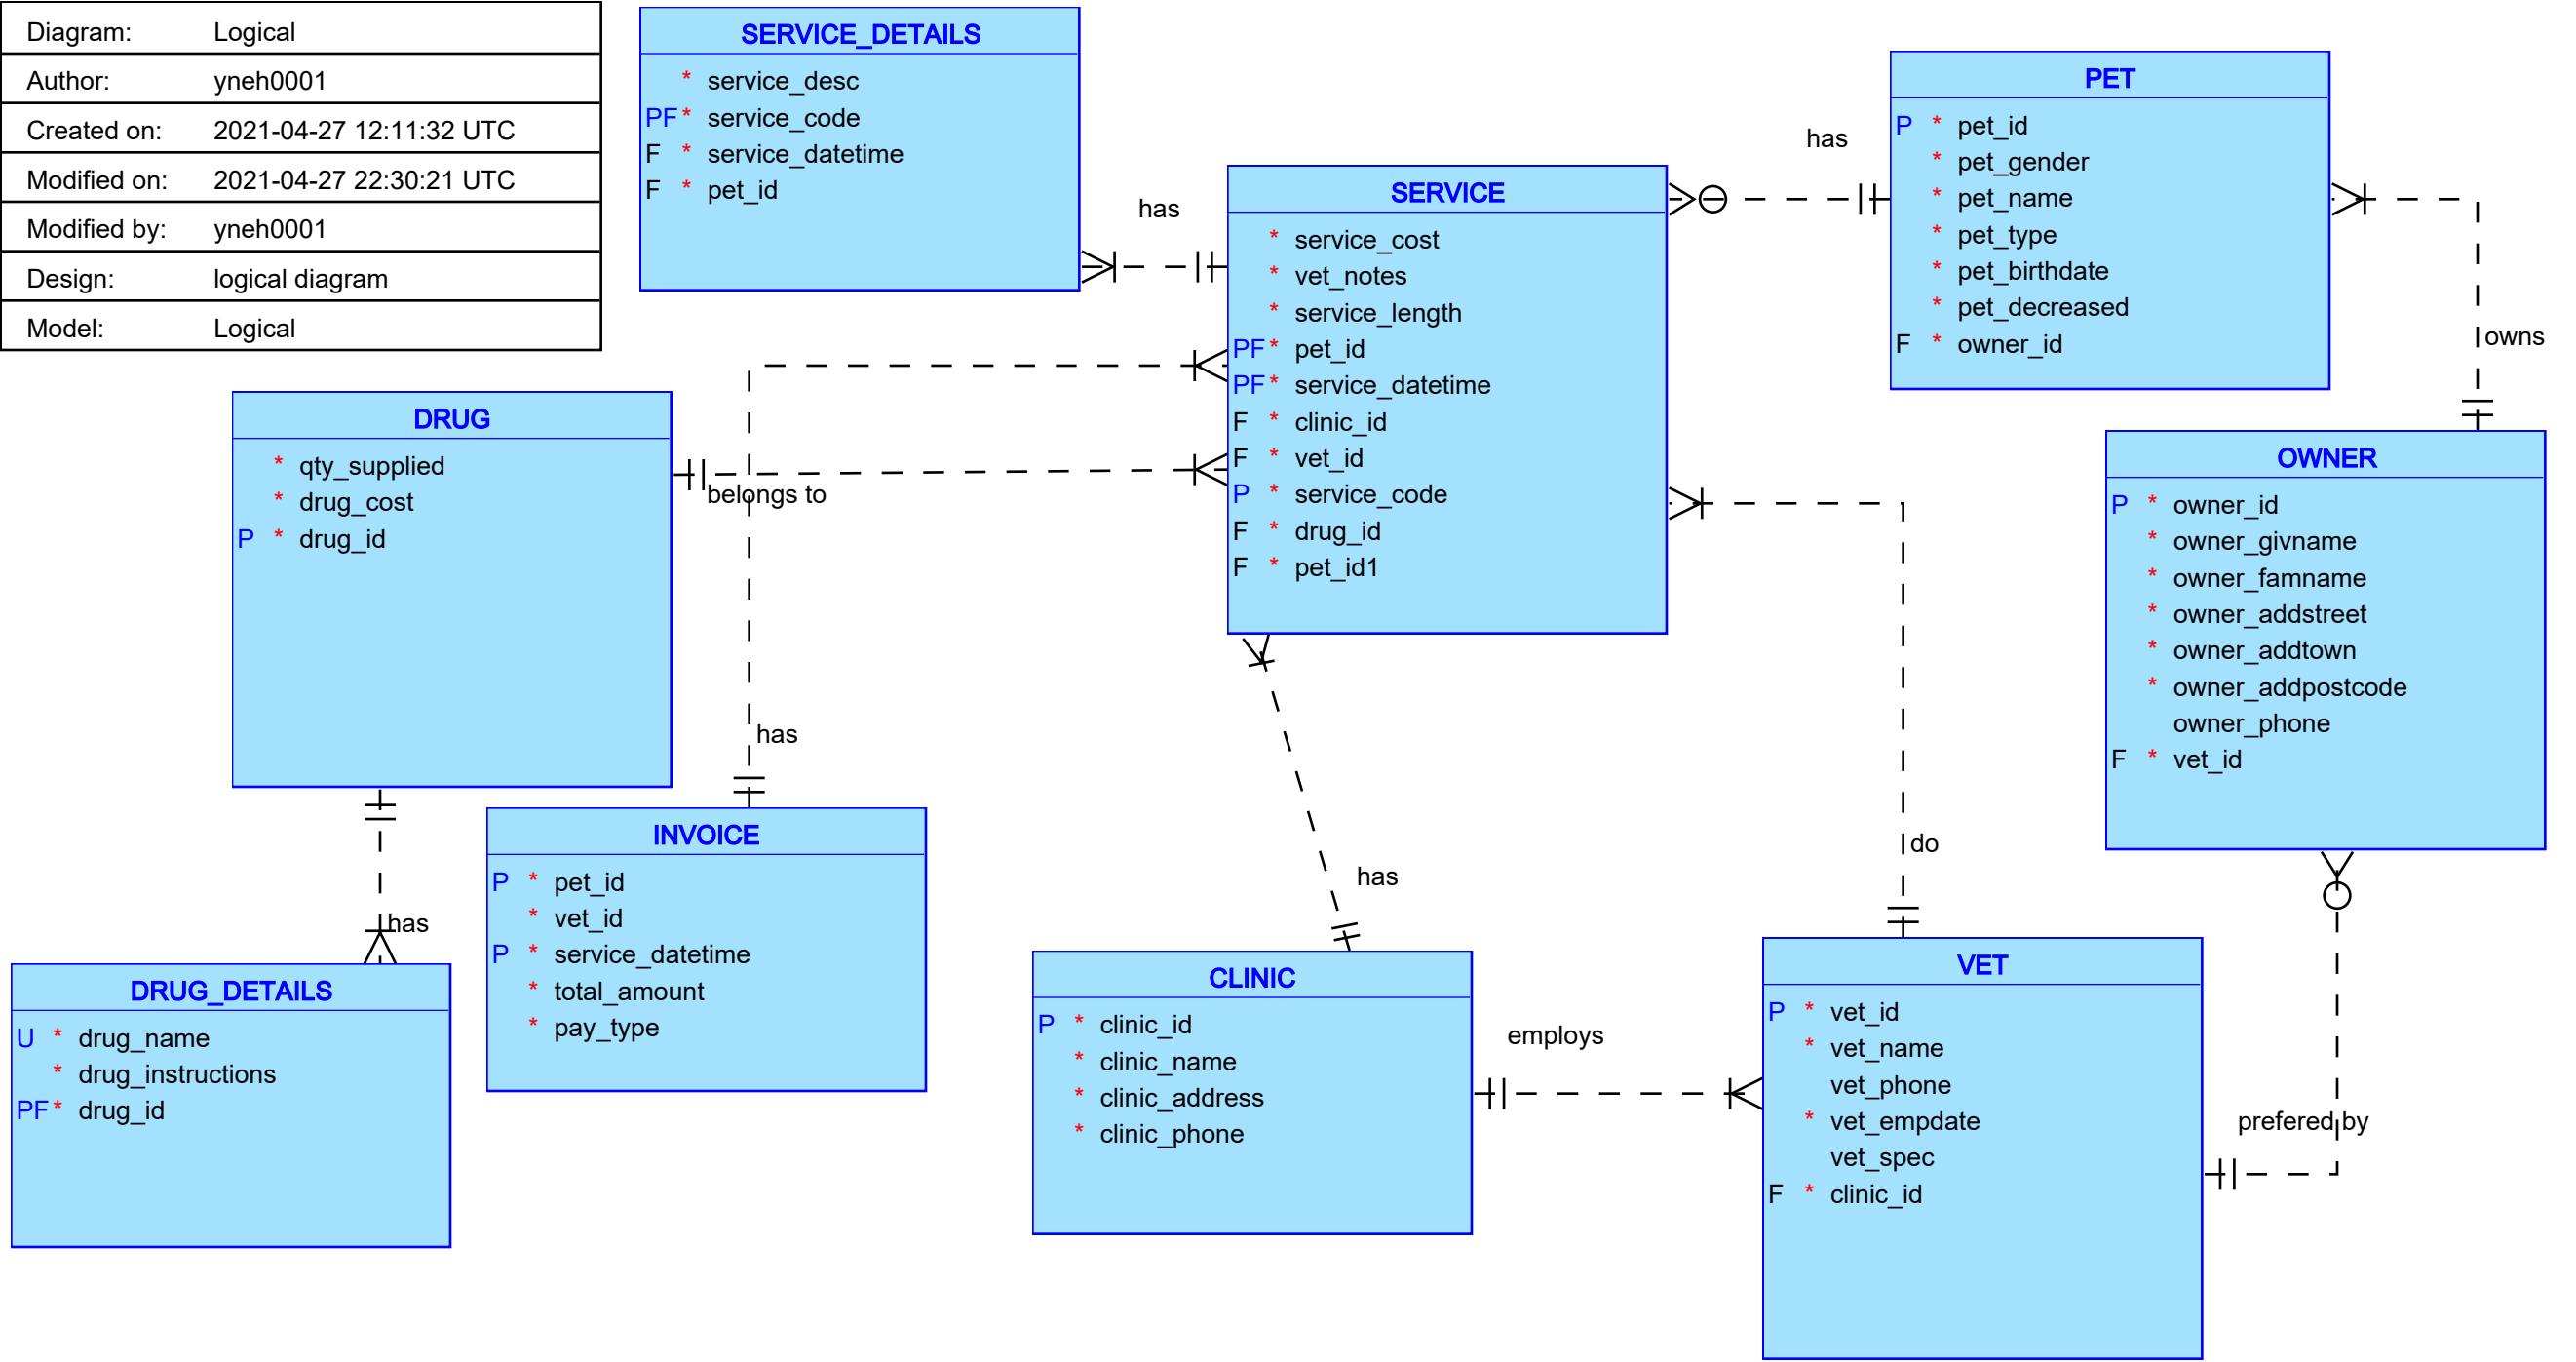 Diagram: Logical
Author: yneh0001
Created on: 2021-04-27 12:11:32 UTC
Modified on: 2021-04-27 22:30:21 UTC
Modified by: yneh0001
Design: logical diagram
Model: Logical
SERVICE_DETAILS
* service_desc
PF * service_code
F * service_datetime
F * pet_id
has
SERVICE
* service_cost
* vet_notes
* service_length
PF * pet_id
PF * service_datetime
F * clinic_id
F * vet_id
P * service_code
F * drug_id
F * pet_id1
has
PET
P * pet_id
* pet_gender
* pet_name
* pet_type
* pet_birthdate
* pet_decreased
F * owner_id
owns
DRUG
* qty_supplied
* drug_cost
P * drug_id
belongs to
OWNER
P * owner_id
* owner_givname
* owner_famname
* owner_addstreet
* owner_addtown
* owner_addpostcode
owner_phone
F * vet_id
has
has
INVOICE
P * pet_id
* vet_id
P * service_datetime
* total_amount
* pay_type
has
do
DRUG_DETAILS
U * drug_name
* drug_instructions
PF * drug_id
CLINIC
P * clinic_id
* clinic_name
* clinic_address
* clinic_phone
employs
VET
P * vet_id
* vet_name
vet_phone
* vet_empdate
vet_spec
F * clinic_id
prefered by